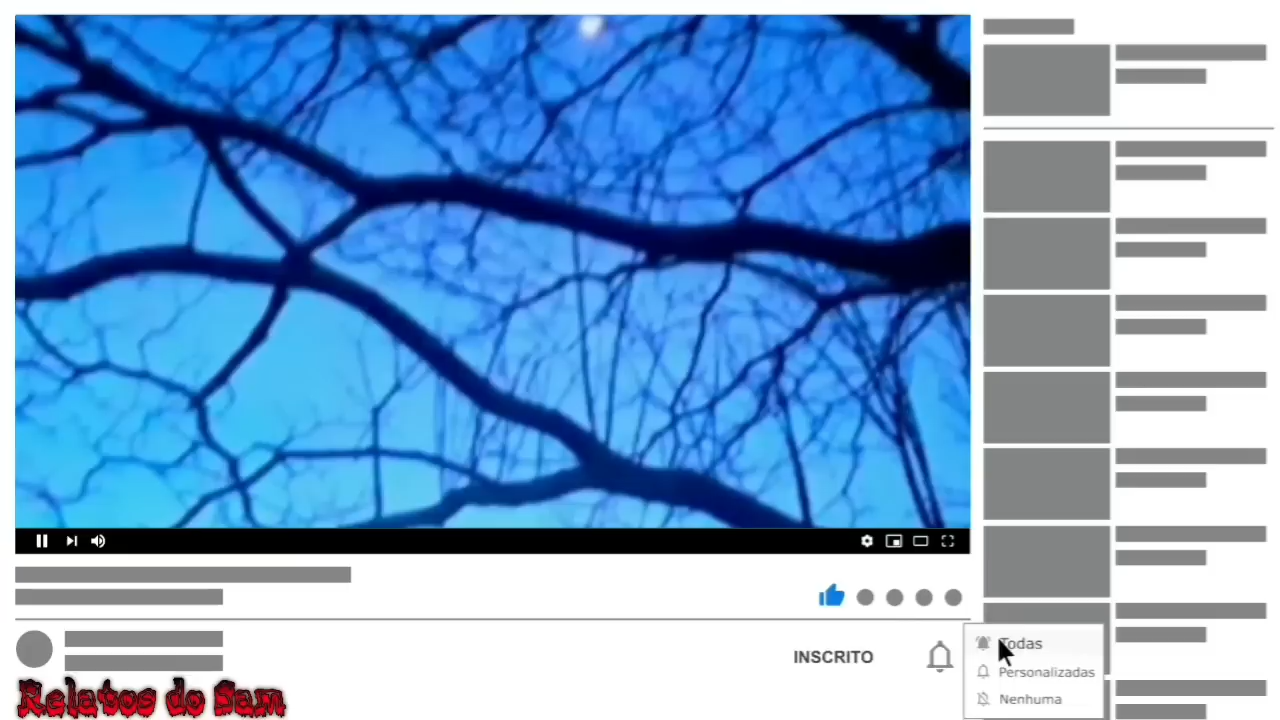 INSCRITO
Todas
Personalizadas
Nenhuma
Relatos do Sam